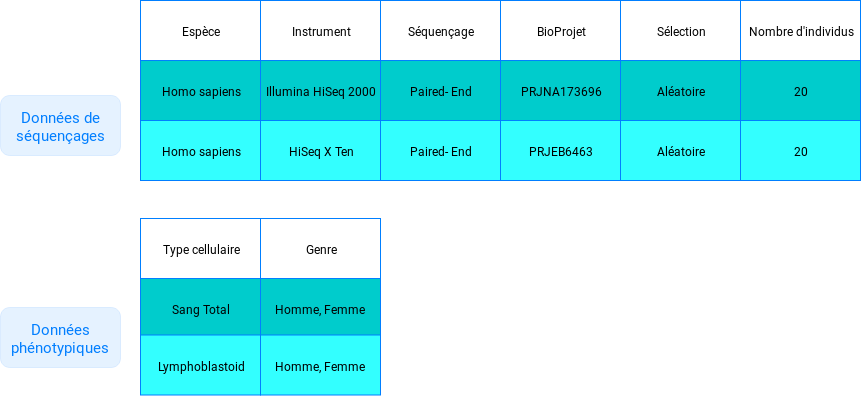 Espèce Instrument Séquençage BioProjet Sélection Nombre d'individus
Homo sapiens Illumina HiSeq 2000 Paired- End PRJNA173696 Aléatoire 20
Données de
séquençages
Homo sapiens HiSeq X Ten Paired- End PRJEB6463 Aléatoire 20
Type cellulaire Genre
Sang Total Homme, Femme
Données
phénotypiques
Lymphoblastoid Homme, Femme